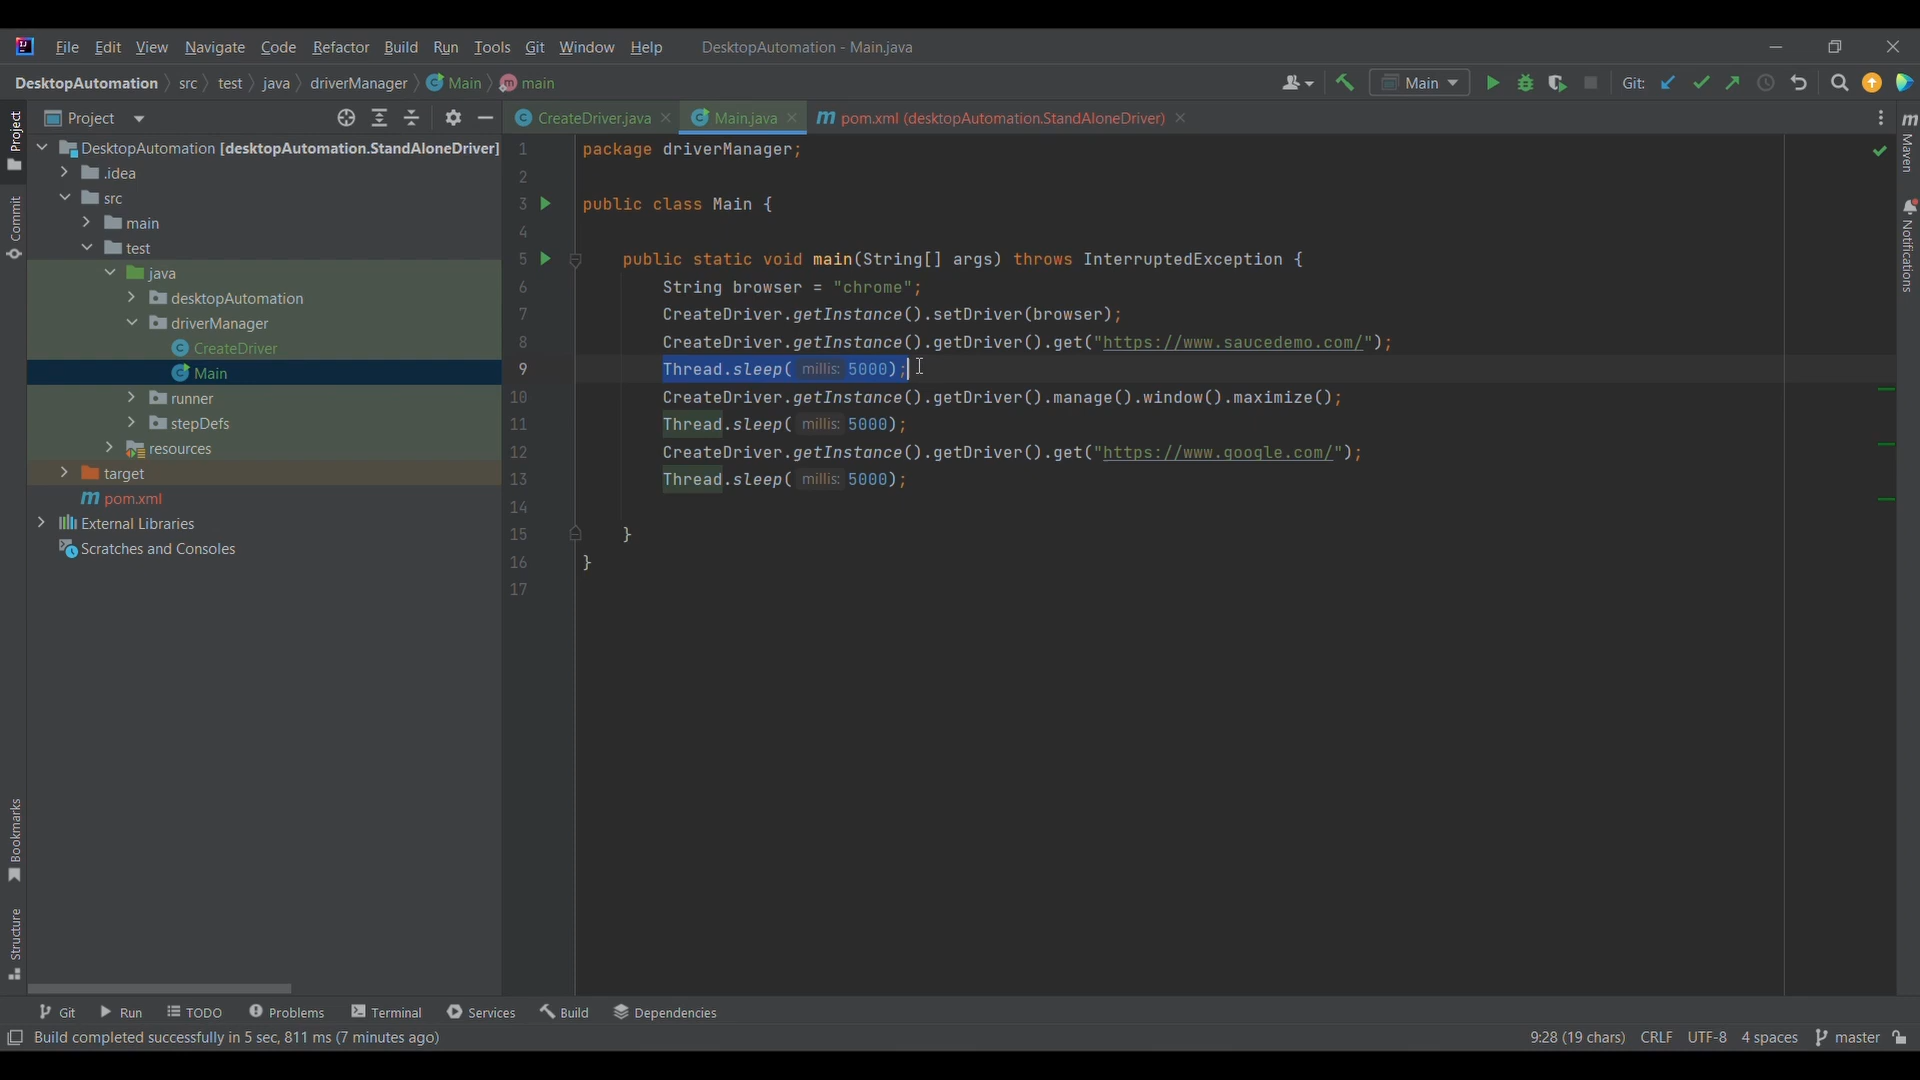 File Edit View Navigate Code Build Run Tools Git Window Help DesktopAutomation - Main.java
DesktopAutomation src test java driverManager Main main Main Git:
Project
CreateDriver.java Main.java pom.xml (desktopAutomation.StandAloneDriver)
DesktopAutomation [desktopAutomation.StandAloneDriver]
.idea
src
main
test
java
desktopAutomation
driverManager
CreateDriver
Main
runner
stepDefs
resources
target
pom.xml
External Libraries
Scratches and Consoles
1 package driverManager;
2
3 public class Main {
4
5 public static void main(String[] args) throws InterruptedException {
6 String browser = "chrome";
7 CreateDriver.getInstance().setDriver(browser);
8 CreateDriver.getInstance().getDriver().get("https://www.saucedemo.com/");
9 Thread.sleep( millis: 5000);
10 CreateDriver.getInstance().getDriver().manage().window().maximize();
11 Thread.sleep( millis: 5000);
12 CreateDriver.getInstance().getDriver().get("https://www.google.com/");
13 Thread.sleep( millis: 5000);
14
15 }
16 }
17
Project
Commit
Bookmarks
Structure
Maven
Notifications
Git Run TODO Problems Terminal Services Build Dependencies
Build completed successfully in 5 sec, 811 ms (7 minutes ago) 9:28 (19 chars) CRLF UTF-8 4 spaces master